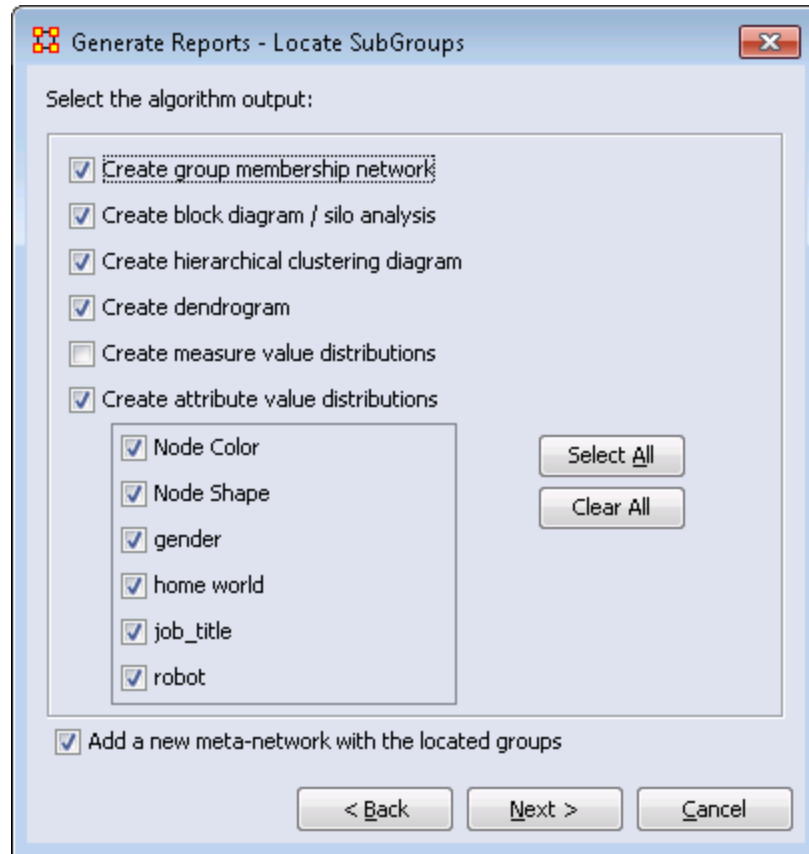 Generate Reports - Locate SubGroups
Select the algorithm output:
Create group membership network
Create block diagram / silo analysis
Create hierarchical clustering diagram
Create dendrogram
Create measure value distributions
Create attribute value distributions
Node Color
Select All
Node Shape
Clear All
gender
home world
job_title
robot
Add a new meta-network with the located groups
< Back
Next >
Cancel